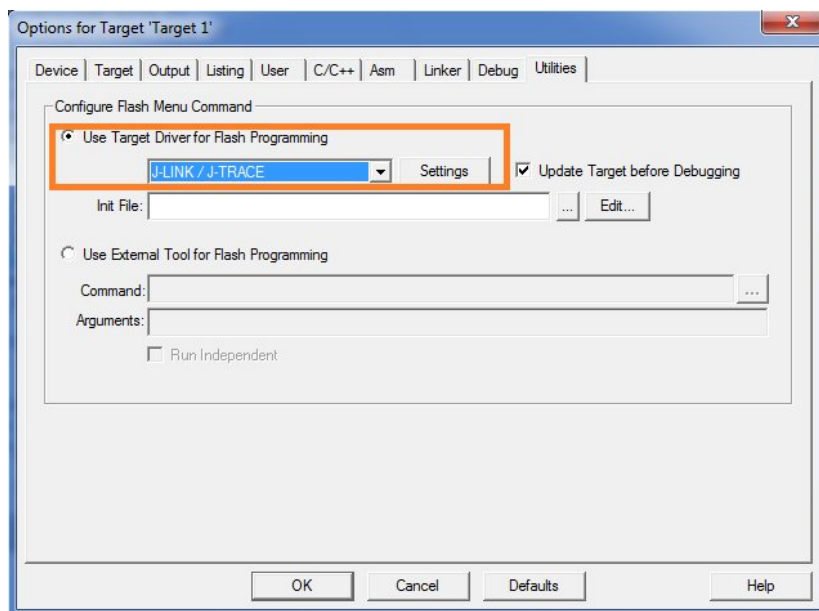 Options for Target 'Target 1'
Device Target Output Listing User C/C++ Asm Linker Debug Utilities
Configure Flash Menu Command
Use Target Driver for Flash Programming
J-LINK / J-TRACE Settings Update Target before Debugging
Init File: ... Edit...
Use External Tool for Flash Programming
Command: ...
Arguments:
Run Independent
OK Cancel Defaults Help